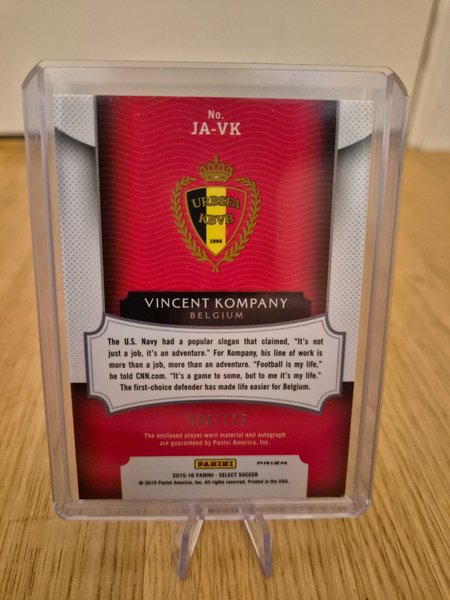 No.
JA-VK
URBSFA
KBVB
1895
VINCENT KOMPANY
BELGIUM
The U.S. Navy had a popular slogan that claimed, “It’s not
just a job, it’s an adventure.” For Kompany, his line of work is
more than a job, more than an adventure. “Football is my life,”
he told CNN.com. “It’s a game to some, but to me it’s my life.”
The first-choice defender has made life easier for Belgium.
The enclosed player-worn material and autograph
are guaranteed by Panini America, Inc.
PANINI
PRIZM
2015-16 PANINI - SELECT SOCCER
© 2015 Panini America, Inc. All rights reserved. Printed in the USA.